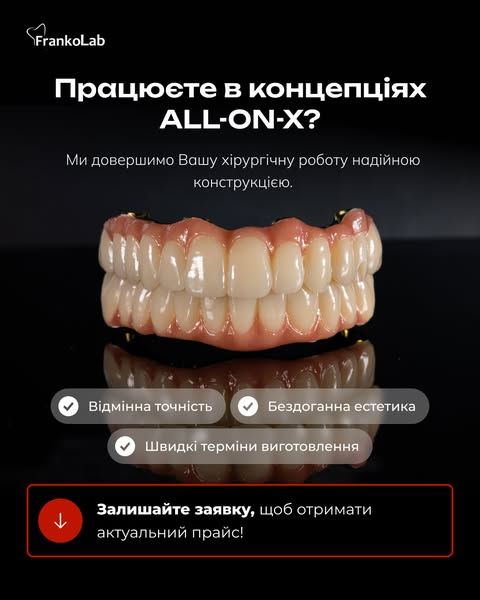 FrankoLab
Працюєте в концепціях
ALL-ON-X?
Ми довершимо Вашу хірургічну роботу надійною
конструкцією.
Відмінна точність
Бездоганна естетика
Швидкі терміни виготовлення
Залишайте заявку, щоб отримати
актуальний прайс!